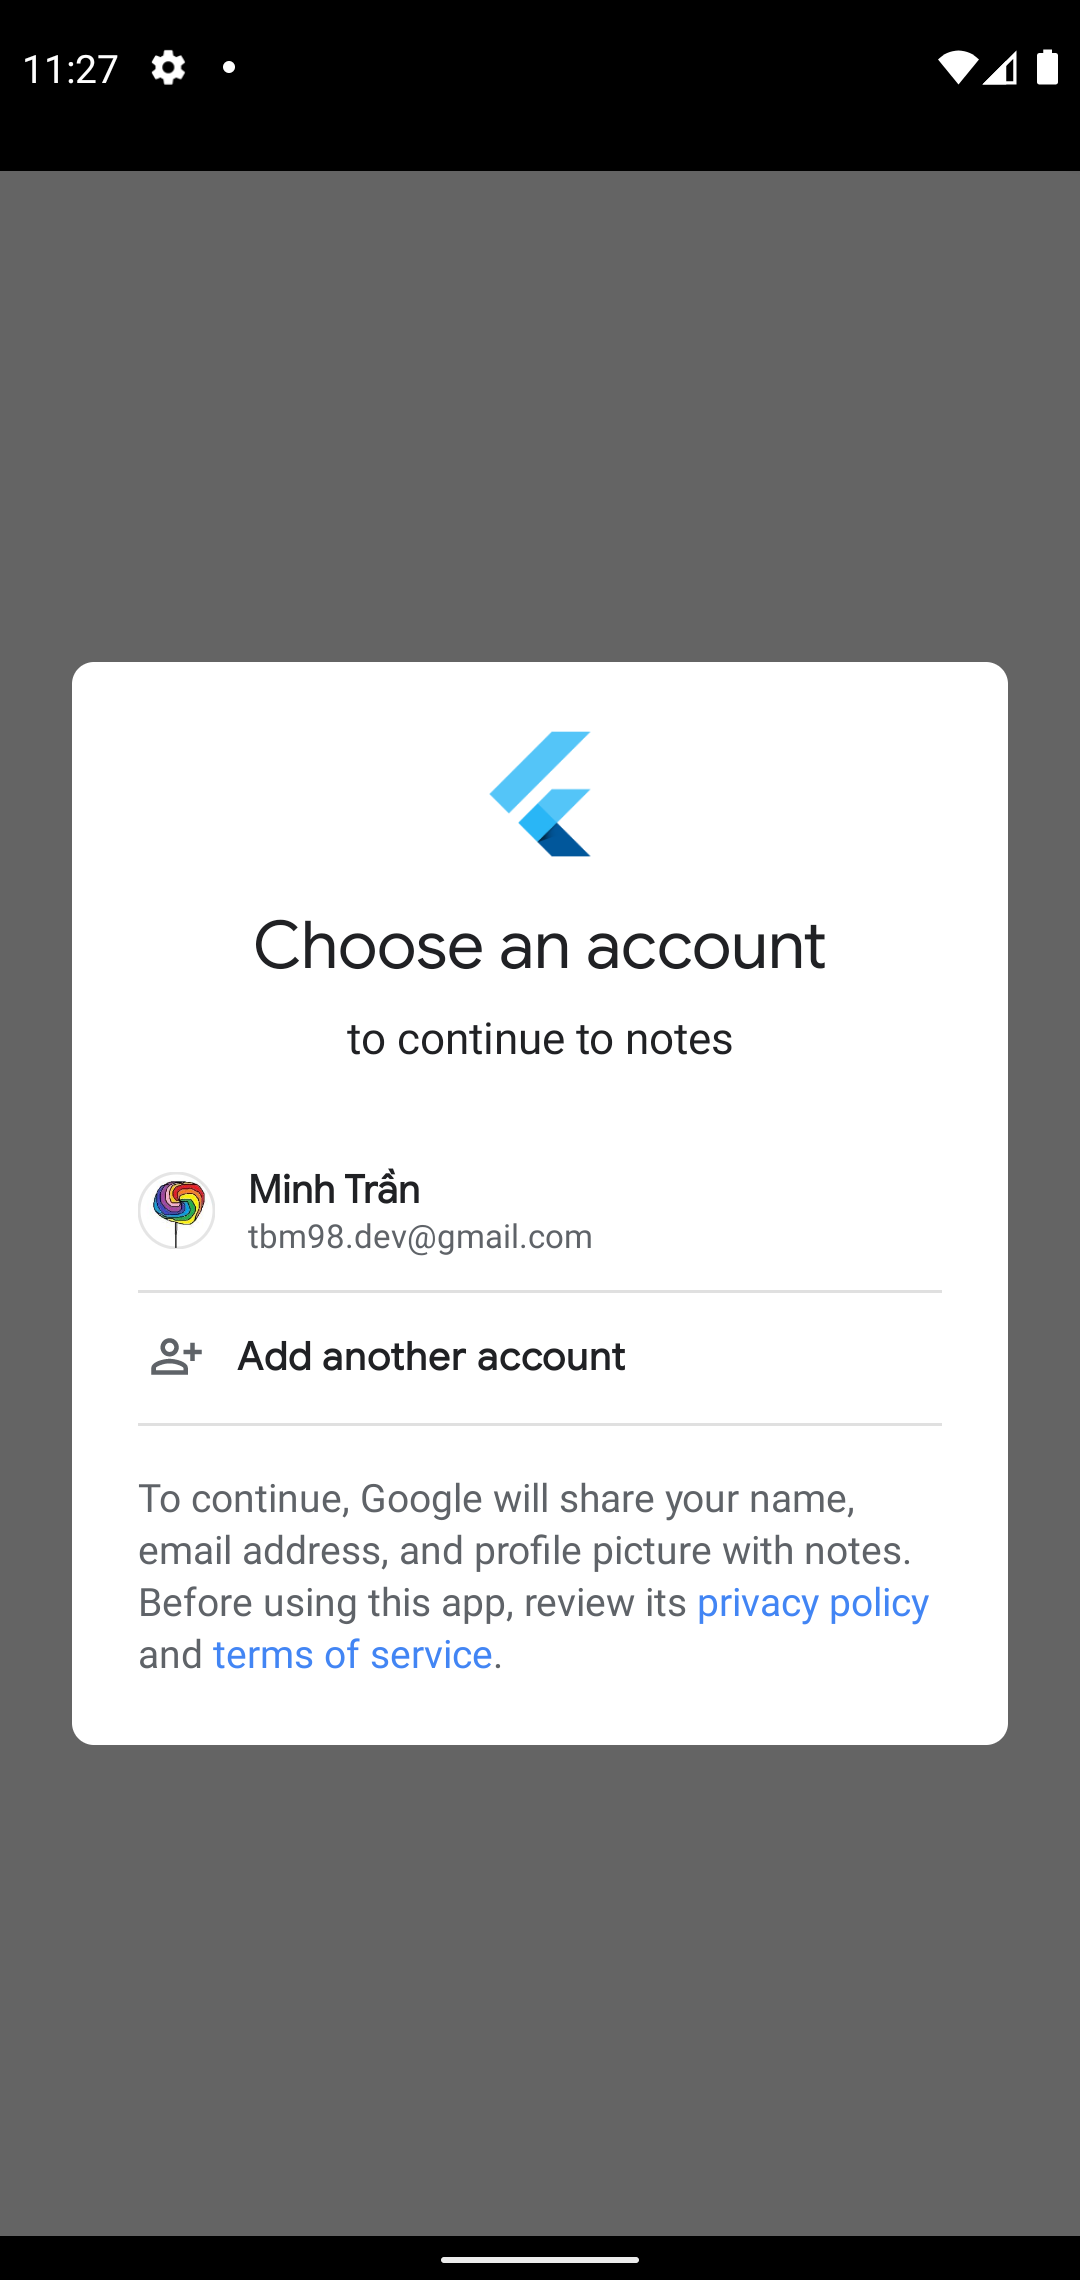 11:27
Choose an account
to continue to notes
Minh Trần
tbm98.dev@gmail.com
Add another account
To continue, Google will share your name,
email address, and profile picture with notes.
Before using this app, review its privacy policy
and terms of service.